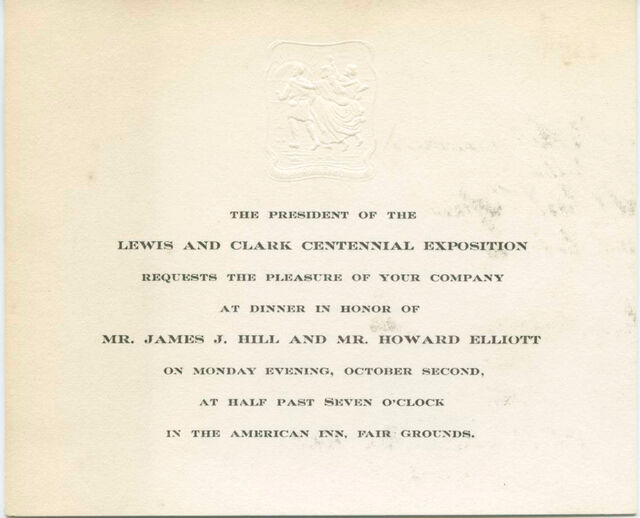 THE PRESIDENT OF THE
LEWIS AND CLARK CENTENNIAL EXPOSITION
REQUESTS THE PLEASURE OF YOUR COMPANY
AT DINNER IN HONOR OF
MR. JAMES J. HILL AND MR. HOWARD ELLIOTT
ON MONDAY EVENING, OCTOBER SECOND,
AT HALF PAST SEVEN O'CLOCK
IN THE AMERICAN INN, FAIR GROUNDS.